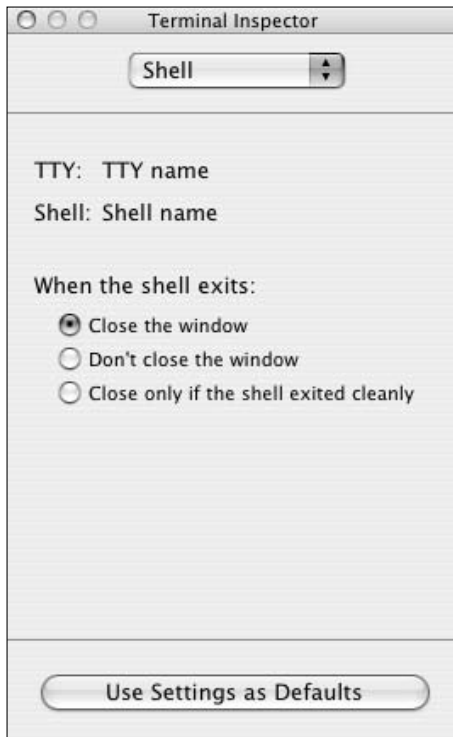 Terminal Inspector
Shell
TTY: TTY name
Shell: Shell name
When the shell exits:
Close the window
Don't close the window
Close only if the shell exited cleanly
Use Settings as Defaults